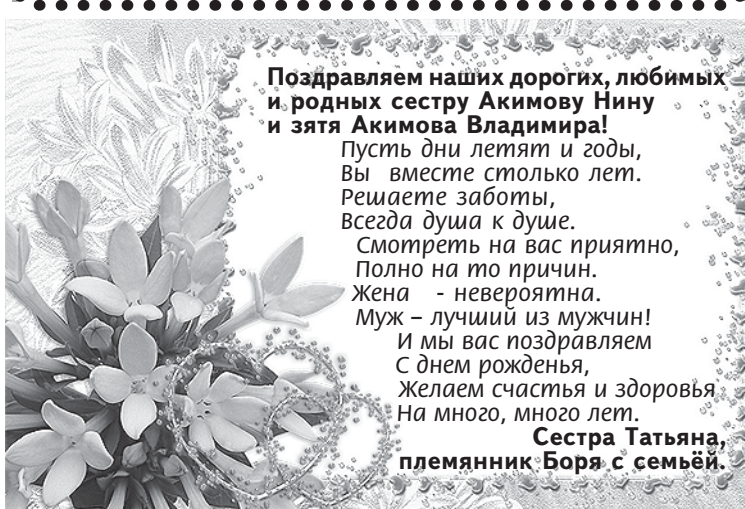 Поздравляем наших дорогих, любимых
и родных сестру Акимову Нину
и зятя Акимова Владимира!
Пусть дни летят и годы,
Вы вместе столько лет.
Решаете заботы,
Всегда душа к душе.
Смотреть на вас приятно,
Полно на то причин.
Жена - невероятна.
Муж – лучший из мужчин!
И мы вас поздравляем
С днем рожденья,
Желаем счастья и здоровья
На много, много лет.
Сестра Татьяна,
племянник Боря с семьёй.